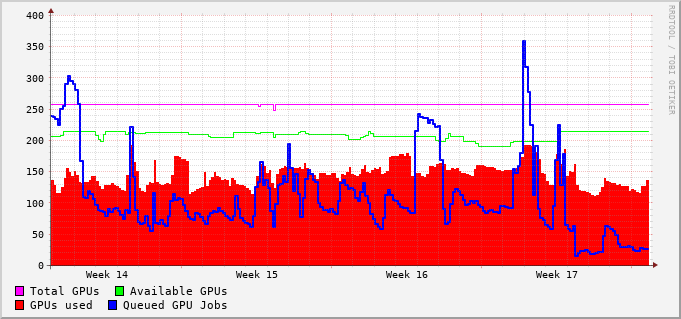 400
350
300
250
200
150
100
50
0
Week 14 Week 15 Week 16 Week 17
Total GPUs Available GPUs
GPUs used Queued GPU Jobs
RRDTOOL / TOBI OETIKER